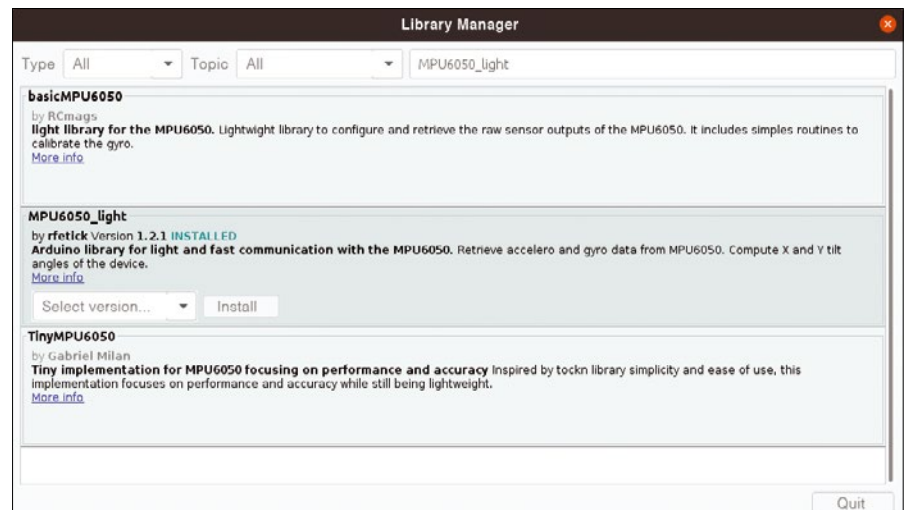 Library Manager
Type All Topic All MPU6050_light
basicMPU6050
by RCmags
light library for the MPU6050. Lightwight library to configure and retrieve the raw sensor outputs of the MPU6050. It includes simples routines to
calibrate the gyro.
More info
MPU6050_light
by rfetick Version 1.2.1 INSTALLED
Arduino library for light and fast communication with the MPU6050. Retrieve accelero and gyro data from MPU6050. Compute X and Y tilt
angles of the device.
More info
Select version... Install
TinyMPU6050
by Gabriel Milan
Tiny implementation for MPU6050 focusing on performance and accuracy Inspired by tockn library simplicity and ease of use, this
implementation focuses on performance and accuracy while still being lightweight.
More info
Quit